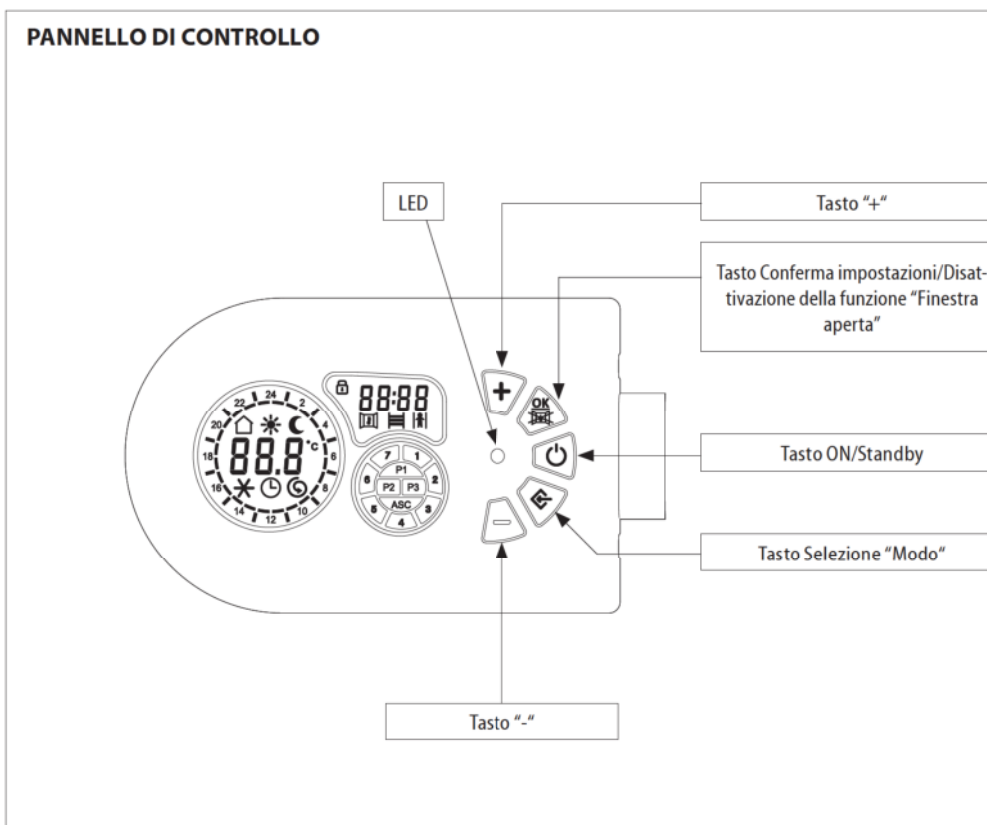 PANNELLO DI CONTROLLO
LED
Tasto “+“
Tasto Conferma impostazioni/Disat-
tivazione della funzione “Finestra
aperta”
Tasto ON/Standby
Tasto Selezione “Modo“
Tasto “-“
24
22
2
20
4
18
88.8
°C
6
16
8
14
10
12
88:88
7
1
6
P1
2
P2
P3
5
ASC
3
4
OK